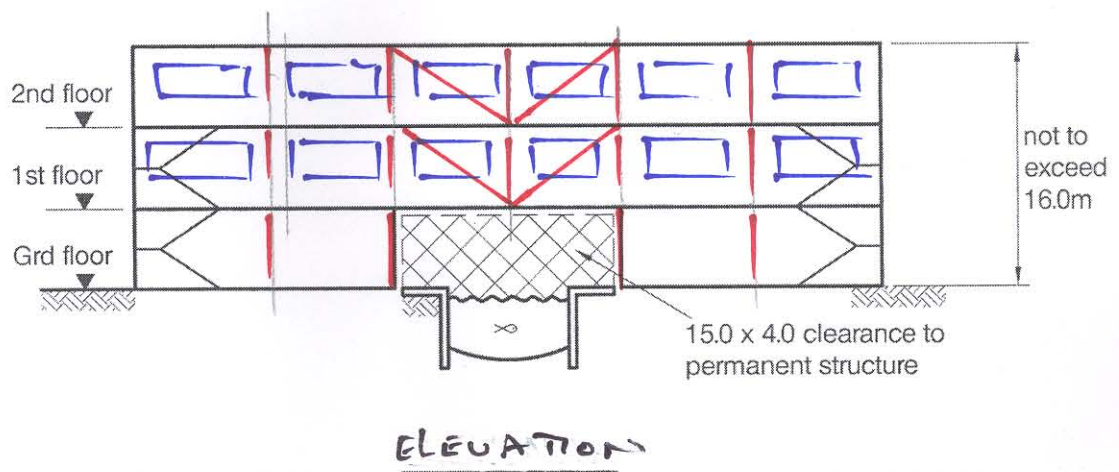 2nd floor
1st floor
Grd floor
not to
exceed
16.0m
15.0 x 4.0 clearance to
permanent structure
ELEVATION